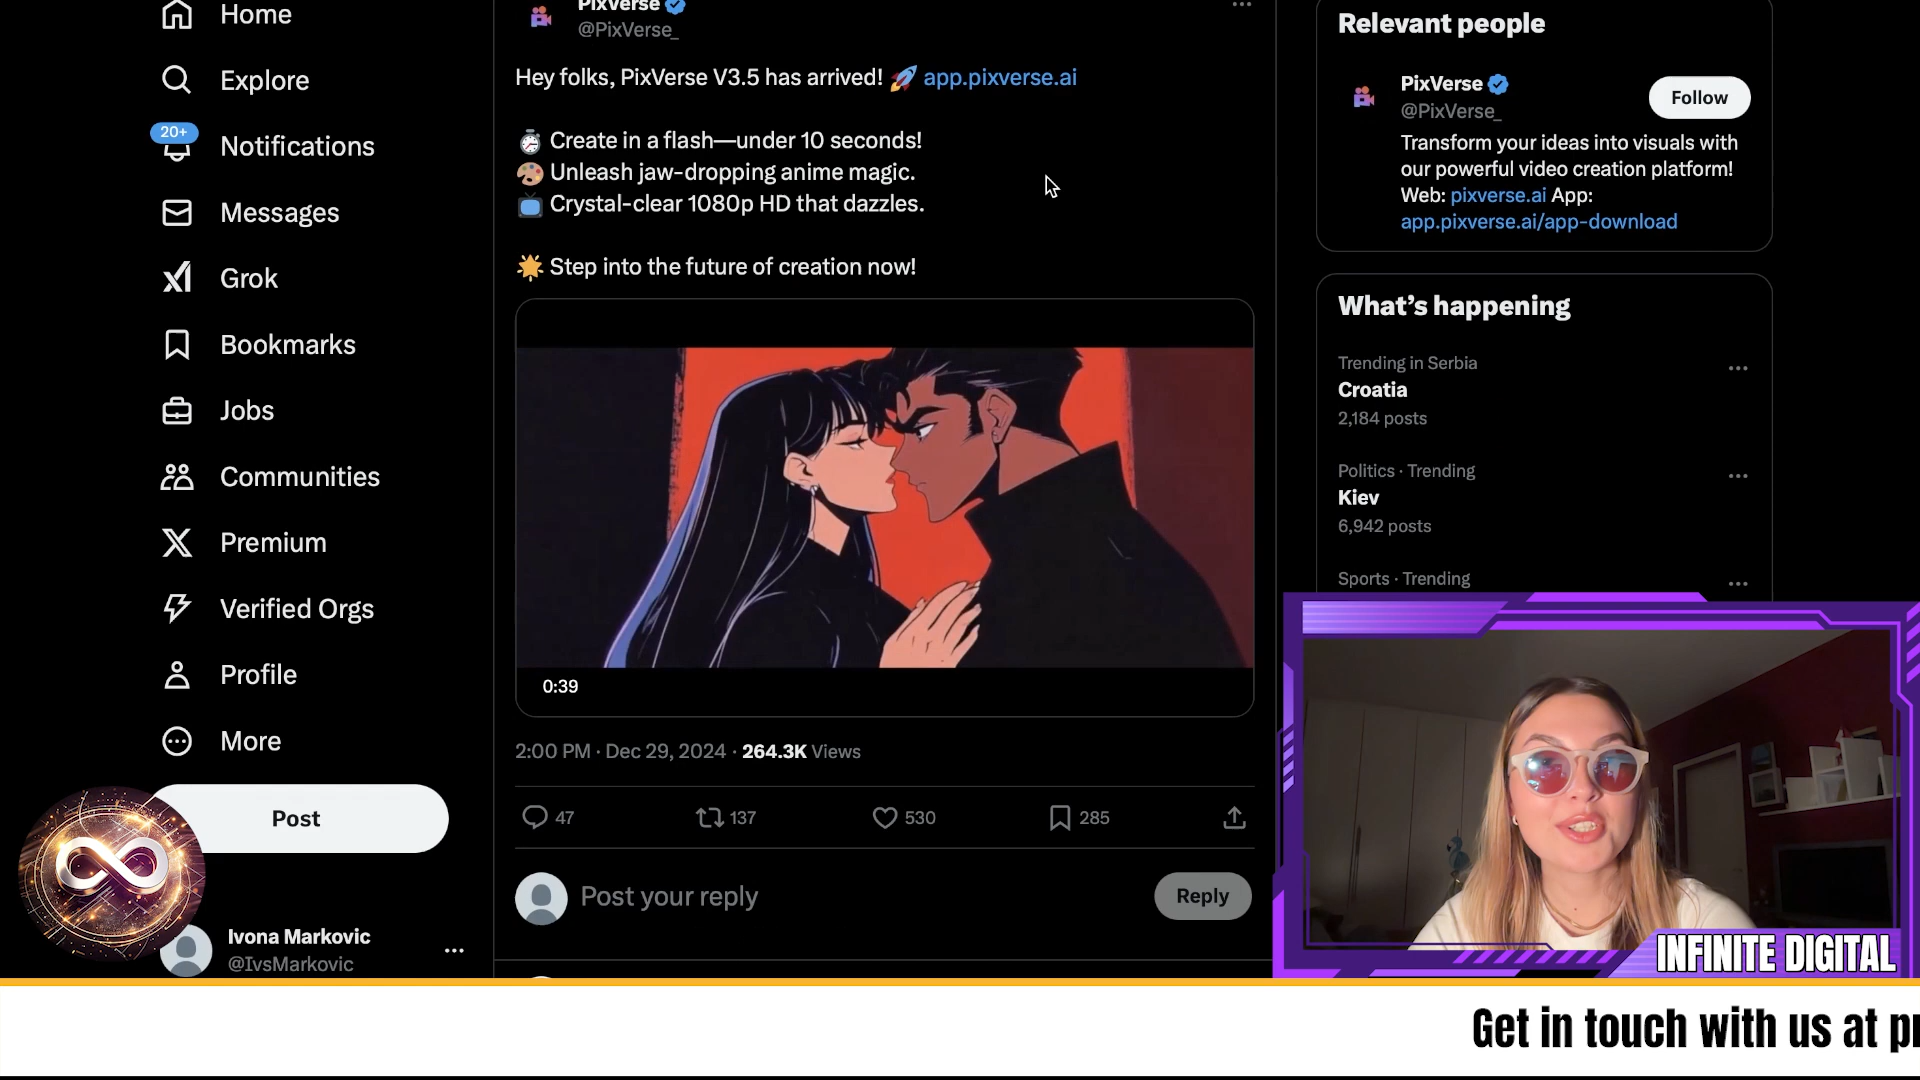 Home
Explore
20+
Notifications
Messages
Grok
Bookmarks
Jobs
Communities
Premium
Verified Orgs
Profile
More
Post
Ivona Markovic
@IvsMarkovic
PixVerse
@PixVerse_
Hey folks, PixVerse V3.5 has arrived! 🚀 app.pixverse.ai
⏱️ Create in a flash—under 10 seconds!
🎨 Unleash jaw-dropping anime magic.
📺 Crystal-clear 1080p HD that dazzles.
🌟 Step into the future of creation now!
0:39
2:00 PM · Dec 29, 2024 · 264.3K Views
47 137 530 285
Post your reply
Reply
Relevant people
PixVerse
@PixVerse_
Follow
Transform your ideas into visuals with
our powerful video creation platform!
Web: pixverse.ai App:
app.pixverse.ai/app-download
What’s happening
Trending in Serbia
Croatia
2,184 posts
Politics · Trending
Kiev
6,942 posts
Sports · Trending
INFINITE DIGITAL
Get in touch with us at